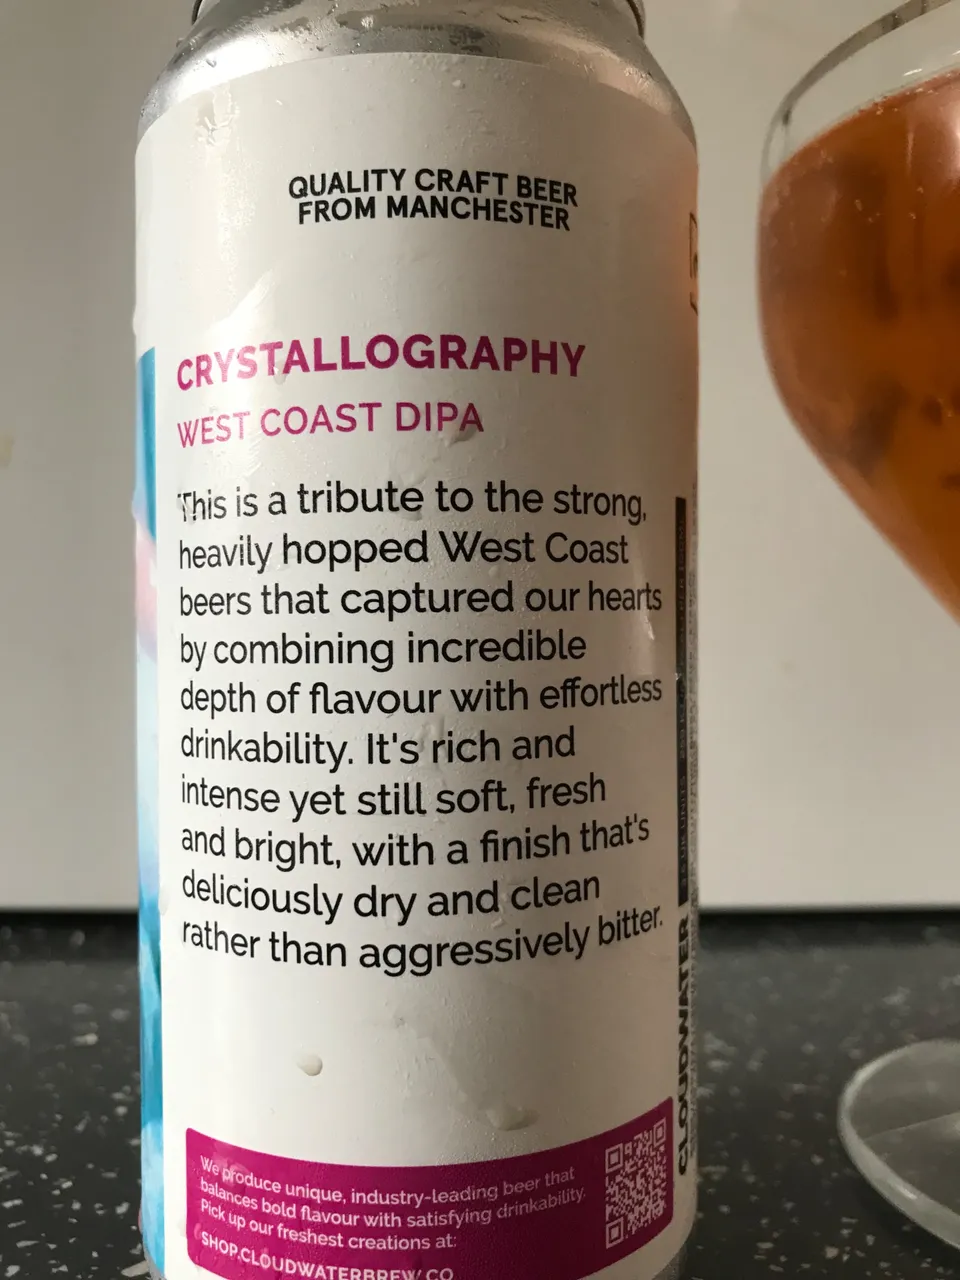 QUALITY CRAFT BEER
FROM MANCHESTER
CRYSTALLOGRAPHY
WEST COAST DIPA
This is a tribute to the strong,
heavily hopped West Coast
beers that captured our hearts
by combining incredible
depth of flavour with effortless
drinkability. It's rich and
intense yet still soft, fresh
and bright, with a finish that's
deliciously dry and clean
rather than aggressively bitter.
We produce unique, industry-leading beer that
balances bold flavour with satisfying drinkability.
Pick up our freshest creations at:
SHOP.CLOUDWATERBREW.CO
CLOUDWATER